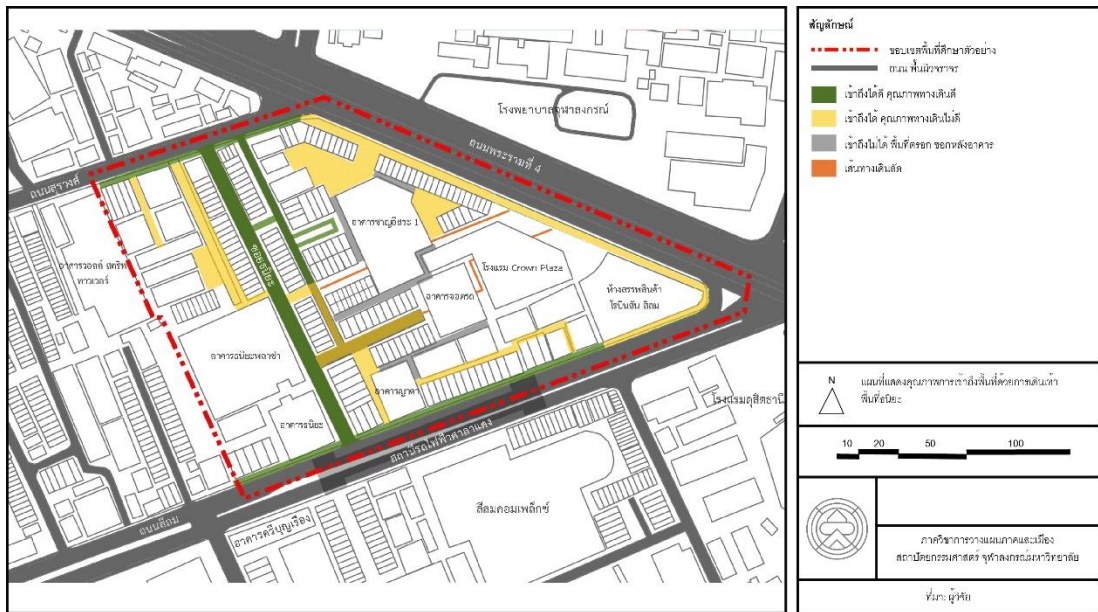 สัญลักษณ์
ขอบเขตพื้นที่ศึกษาตัวอย่าง
ถนน พื้นผิวจราจร
เข้าถึงได้ดี คุณภาพทางเดินดี
เข้าถึงได้ คุณภาพทางเดินไม่ดี
เข้าถึงไม่ได้ พื้นที่ตรอก ซอกหลังอาคาร
เส้นทางเดินลัด
โรงพยาบาลจุฬาลงกรณ์
ถนนพระรามที่ 4
ถนนสุรวงศ์
อาคารชาญอิสระ 1
ซอยธนิยะ
อาคารวอลล์ สตรีท
ทาวเวอร์
โรงแรม Crown Plaza
อาคารจอดรถ
ห้างสรรพสินค้า
โรบินสัน สีลม
อาคารธนิยะพลาซ่า
อาคารญาดา
อาคารธนิยะ
โรงแรมดุสิตธานี
สถานีรถไฟฟ้าศาลาแดง
ถนนสีลม
สีลมคอมเพล็กซ์
อาคารศรีบุญเรือง
N
แผนที่แสดงคุณภาพการเข้าถึงพื้นที่ด้วยการเดินเท้า
พื้นที่ธนิยะ
10 20 50 100
ภาควิชาการวางแผนภาคและเมือง
สถาปัตยกรรมศาสตร์ จุฬาลงกรณ์มหาวิทยาลัย
ที่มา: ผู้วิจัย